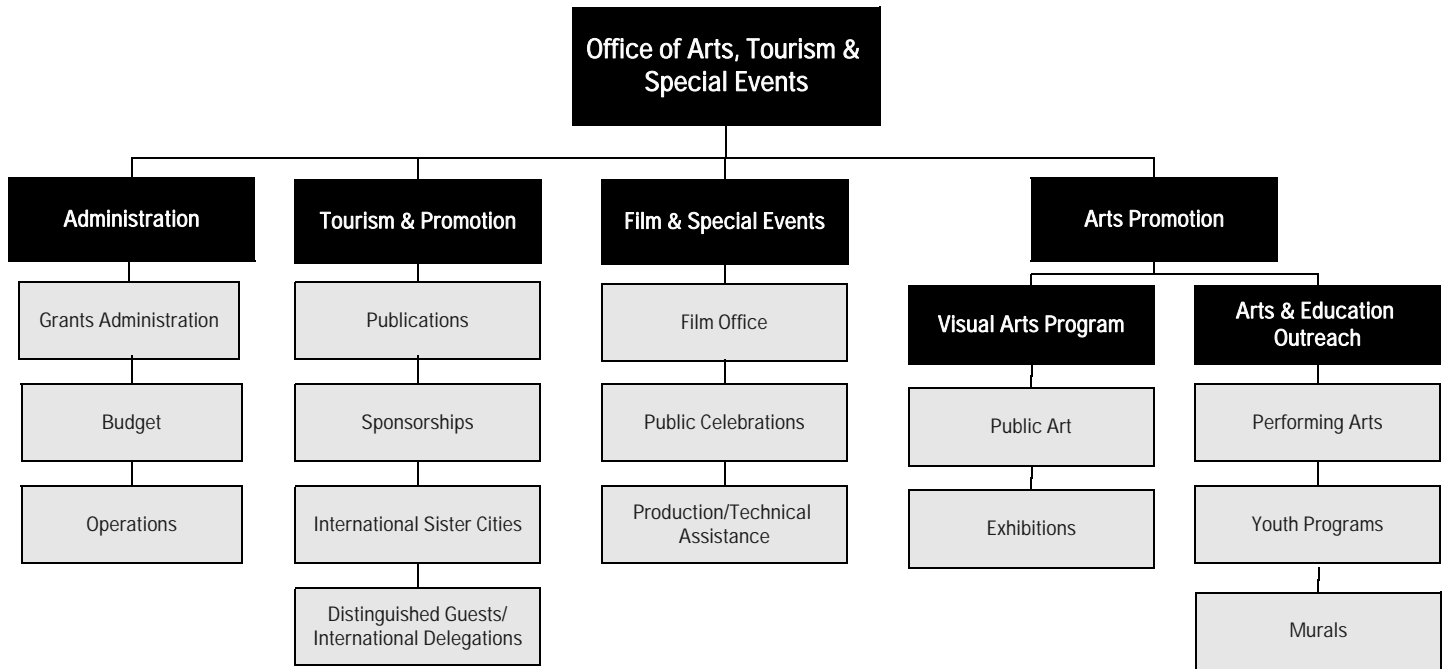 Office of Arts, Tourism &
Special Events
Administration
Tourism & Promotion
Film & Special Events
Arts Promotion
Grants Administration
Publications
Film Office
Visual Arts Program
Arts & Education
Outreach
Budget
Sponsorships
Public Celebrations
Public Art
Performing Arts
Operations
International Sister Cities
Production/Technical
Assistance
Exhibitions
Youth Programs
Distinguished Guests/
International Delegations
Murals